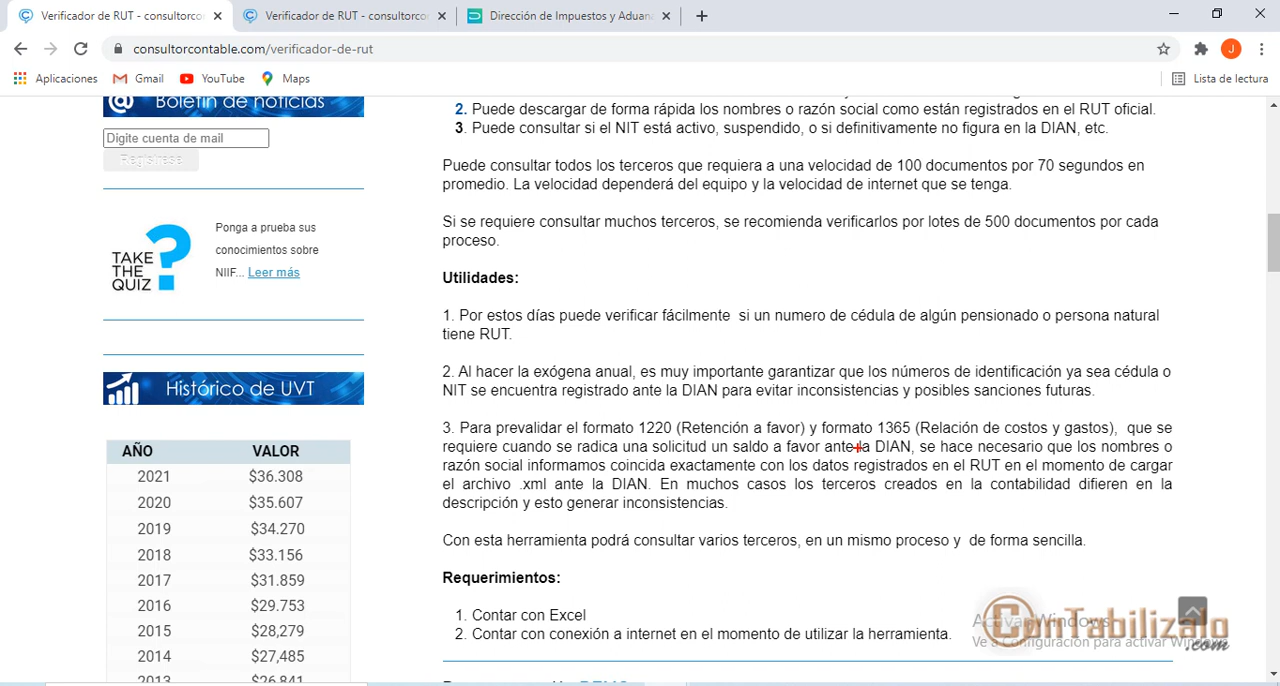 Verificador de RUT - consultorco
Verificador de RUT - consultorco
Dirección de Impuestos y Aduan
J
consultorcontable.com/verificador-de-rut
Aplicaciones
Gmail
YouTube
Maps
Lista de lectura
@ Boletín de noticias
Digite cuenta de mail
Registrase
TAKE
THE
QUIZ
?
Ponga a prueba sus
conocimientos sobre
NIIF... Leer más
Histórico de UVT
AÑO VALOR
2021 $36.308
2020 $35.607
2019 $34.270
2018 $33.156
2017 $31.859
2016 $29.753
2015 $28,279
2014 $27,485
2013 $26.841
2. Puede descargar de forma rápida los nombres o razón social como están registrados en el RUT oficial.
3. Puede consultar si el NIT está activo, suspendido, o si definitivamente no figura en la DIAN, etc.
Puede consultar todos los terceros que requiera a una velocidad de 100 documentos por 70 segundos en
promedio. La velocidad dependerá del equipo y la velocidad de internet que se tenga.
Si se requiere consultar muchos terceros, se recomienda verificarlos por lotes de 500 documentos por cada
proceso.
Utilidades:
1. Por estos días puede verificar fácilmente si un numero de cédula de algún pensionado o persona natural
tiene RUT.
2. Al hacer la exógena anual, es muy importante garantizar que los números de identificación ya sea cédula o
NIT se encuentra registrado ante la DIAN para evitar inconsistencias y posibles sanciones futuras.
3. Para prevalidar el formato 1220 (Retención a favor) y formato 1365 (Relación de costos y gastos), que se
requiere cuando se radica una solicitud un saldo a favor ante la DIAN, se hace necesario que los nombres o
razón social informamos coincida exactamente con los datos registrados en el RUT en el momento de cargar
el archivo .xml ante la DIAN. En muchos casos los terceros creados en la contabilidad difieren en la
descripción y esto generar inconsistencias.
Con esta herramienta podrá consultar varios terceros, en un mismo proceso y de forma sencilla.
Requerimientos:
1. Contar con Excel
2. Contar con conexión a internet en el momento de utilizar la herramienta.
Activar Windows
Ve a Configuración para activar Windows.
ConTabilizalo
.com